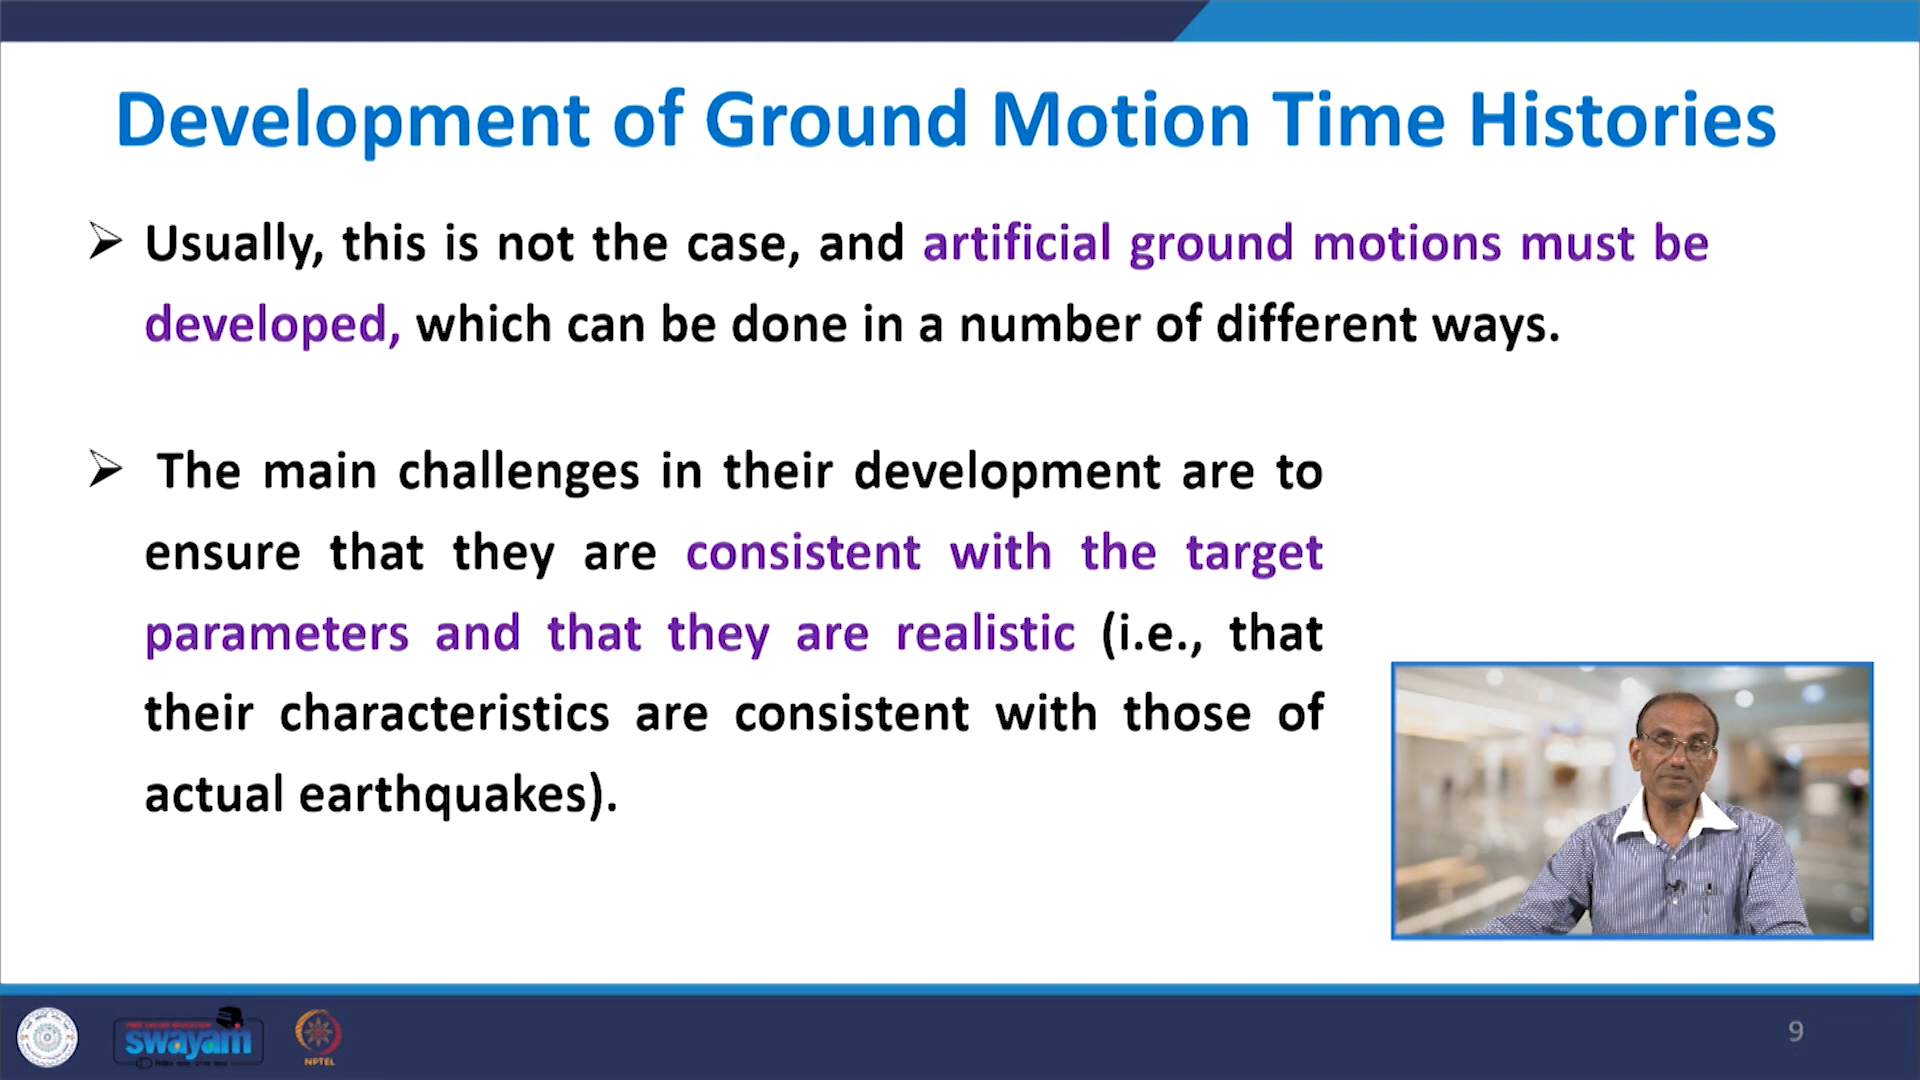 Development of Ground Motion Time Histories
➢ Usually, this is not the case, and artificial ground motions must be
developed, which can be done in a number of different ways.
➢ The main challenges in their development are to
ensure that they are consistent with the target
parameters and that they are realistic (i.e., that
their characteristics are consistent with those of
actual earthquakes).
swayam
NPTEL
9